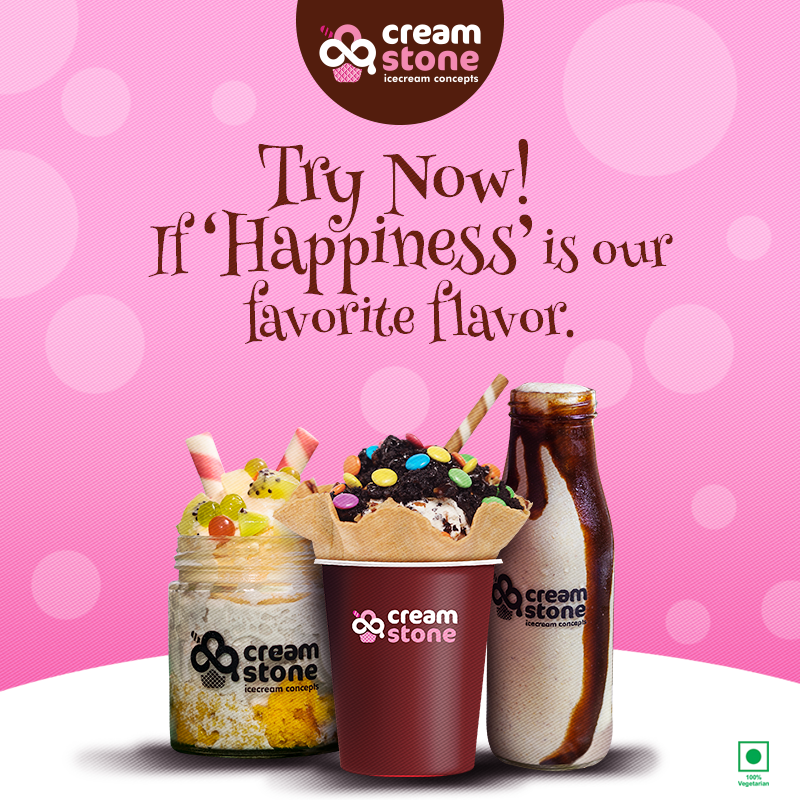 cream
stone
icecream concepts
Try Now!
If ‘Happiness’ is our
favorite flavor.
cream
stone
icecream concepts
cream
stone
cream
stone
icecream concepts
100%
Vegetarian